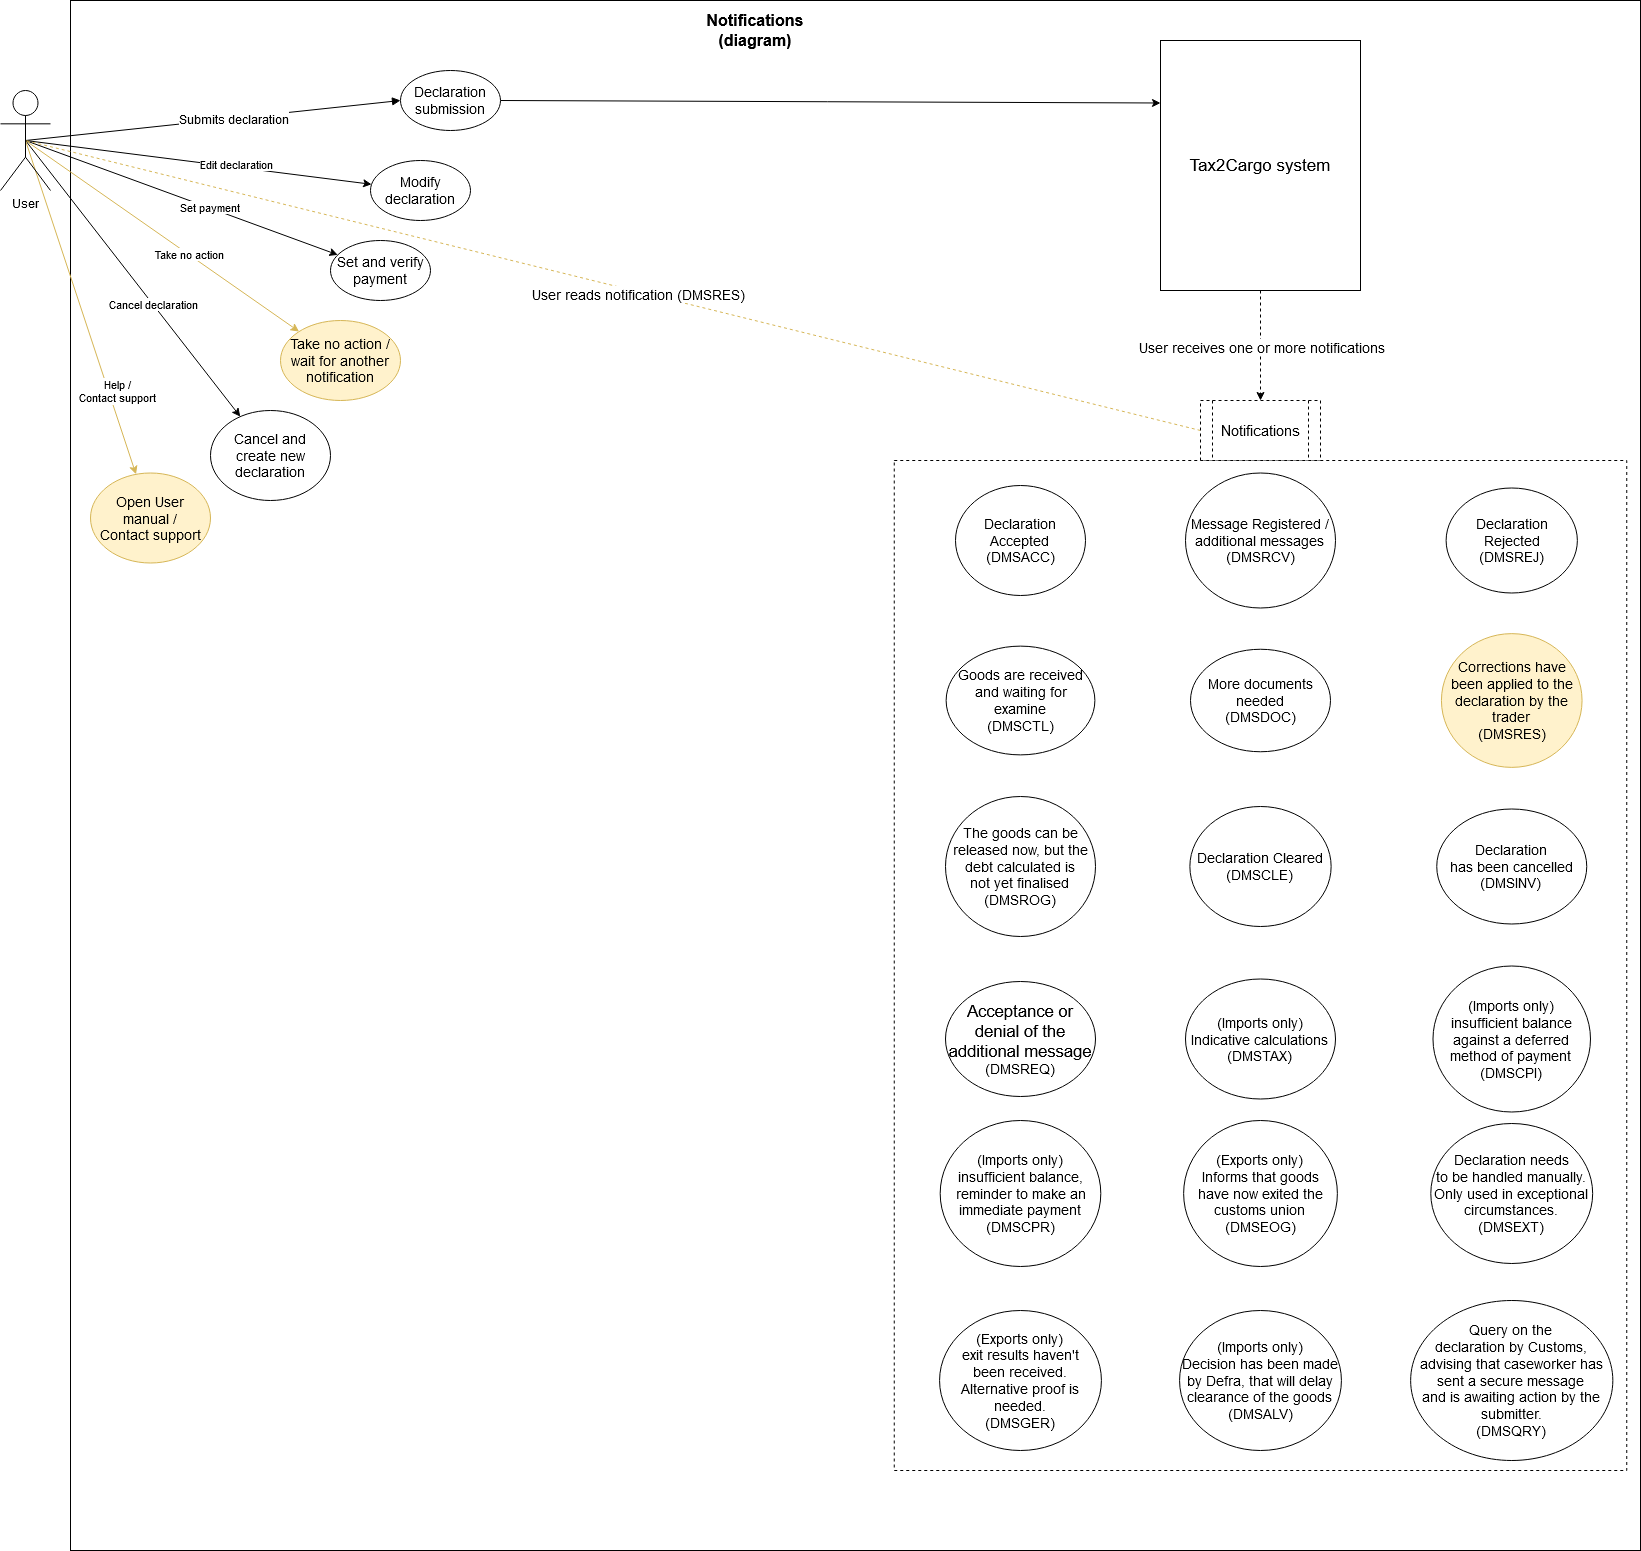 Notifications
(diagram)
Declaration
submission
Submits declaration
Tax2Cargo system
Edit declaration
Modify
declaration
User
Set payment
Take no action
Set and verify
payment
User reads notification (DMSRES)
Cancel declaration
Take no action /
wait for another
notification
User receives one or more notifications
Help /
Contact support
Notifications
Cancel and
create new
declaration
Open User
manual /
Contact support
Declaration
Accepted
(DMSACC)
Message Registered /
additional messages
(DMSRCV)
Declaration
Rejected
(DMSREJ)
Goods are received
and waiting for
examine
(DMSCTL)
More documents
needed
(DMSDOC)
Corrections have
been applied to the
declaration by the
trader
(DMSRES)
The goods can be
released now, but the
debt calculated is
not yet finalised
(DMSROG)
Declaration Cleared
(DMSCLE)
Declaration
has been cancelled
(DMSINV)
Acceptance or
denial of the
additional message
(DMSREQ)
(Imports only)
Indicative calculations
(DMSTAX)
(Imports only)
insufficient balance
against a deferred
method of payment
(DMSCPI)
(Imports only)
insufficient balance,
reminder to make an
immediate payment
(DMSCPR)
(Exports only)
Informs that goods
have now exited the
customs union
(DMSEOG)
Declaration needs
to be handled manually.
Only used in exceptional
circumstances.
(DMSEXT)
(Exports only)
exit results haven't
been received.
Alternative proof is
needed.
(DMSGER)
(Imports only)
Decision has been made
by Defra, that will delay
clearance of the goods
(DMSALV)
Query on the
declaration by Customs,
advising that caseworker has
sent a secure message
and is awaiting action by the
submitter.
(DMSQRY)